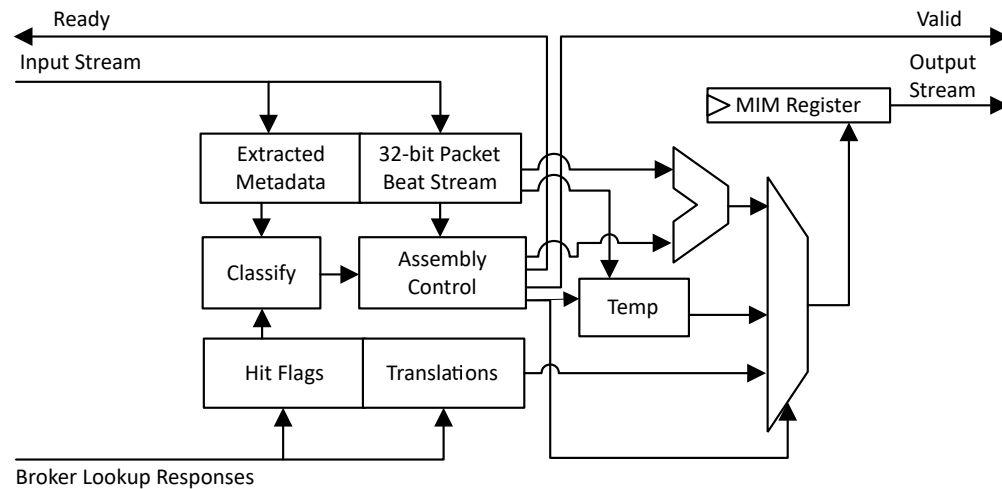 Ready
Valid
Input Stream
Output
Stream
MIM Register
Extracted
Metadata
32-bit Packet
Beat Stream
Classify
Assembly
Control
Temp
Hit Flags
Translations
Broker Lookup Responses